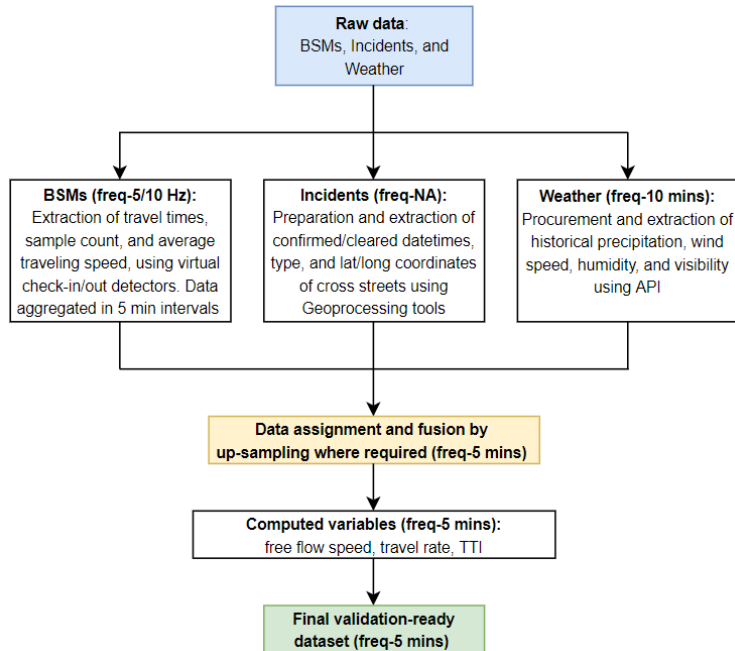 Raw data:
BSMs, Incidents, and
Weather
BSMs (freq-5/10 Hz):
Extraction of travel times,
sample count, and average
traveling speed, using virtual
check-in/out detectors. Data
aggregated in 5 min intervals
Incidents (freq-NA):
Preparation and extraction of
confirmed/cleared datetimes,
type, and lat/long coordinates
of cross streets using
Geoprocessing tools
Weather (freq-10 mins):
Procurement and extraction of
historical precipitation, wind
speed, humidity, and visibility
using API
Data assignment and fusion by
up-sampling where required (freq-5 mins)
Computed variables (freq-5 mins):
free flow speed, travel rate, TTI
Final validation-ready
dataset (freq-5 mins)